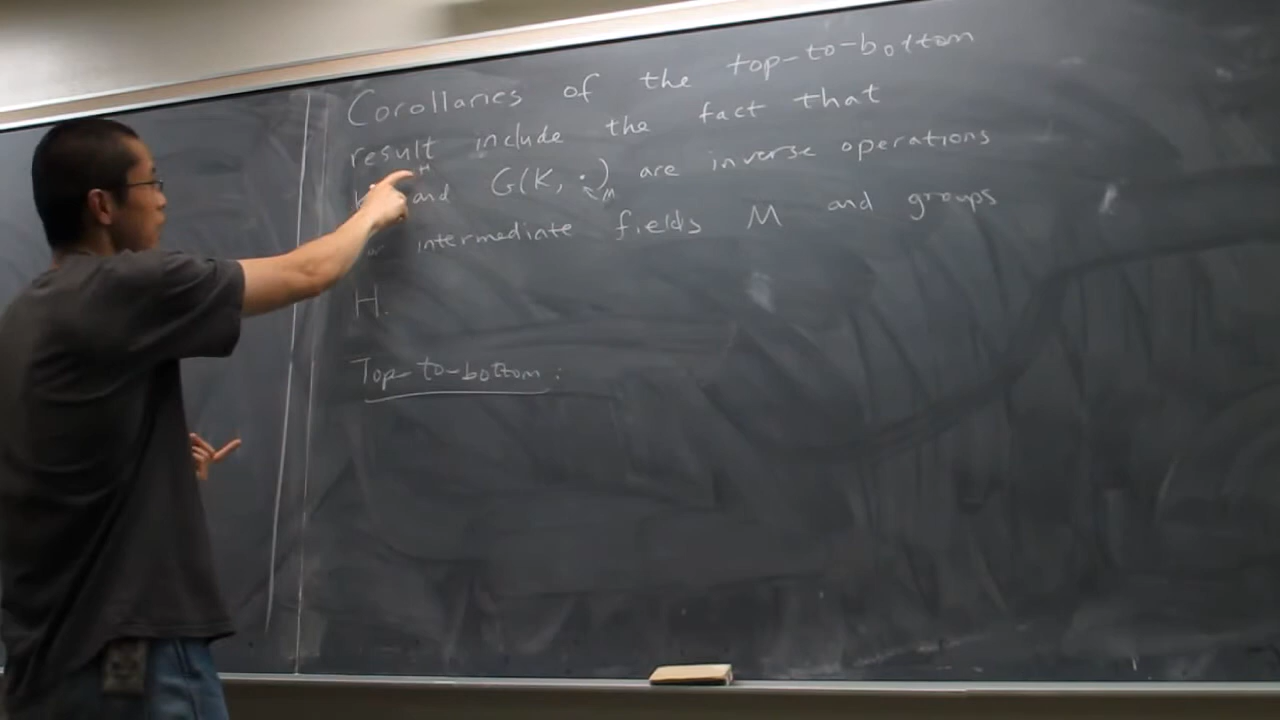 Corollaries of the top-to-bottom
result include the fact that
H
and G(K, ·) are inverse operations
M
intermediate fields M and groups
H.
Top-to-bottom: